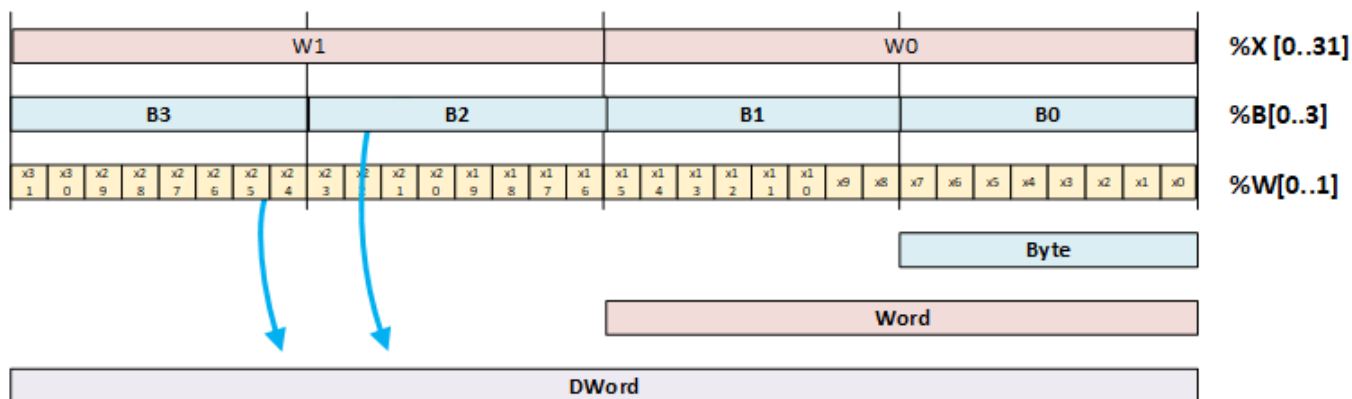 W1 W0 %X [0..31]
B3 B2 B1 B0 %B[0..3]
x31 x30 x29 x28 x27 x26 x25 x24 x23 x21 x20 x19 x18 x17 x16 x15 x14 x13 x12 x11 x10 x9 x8 x7 x6 x5 x4 x3 x2 x1 x0 %W[0..1]
Byte
Word
DWord